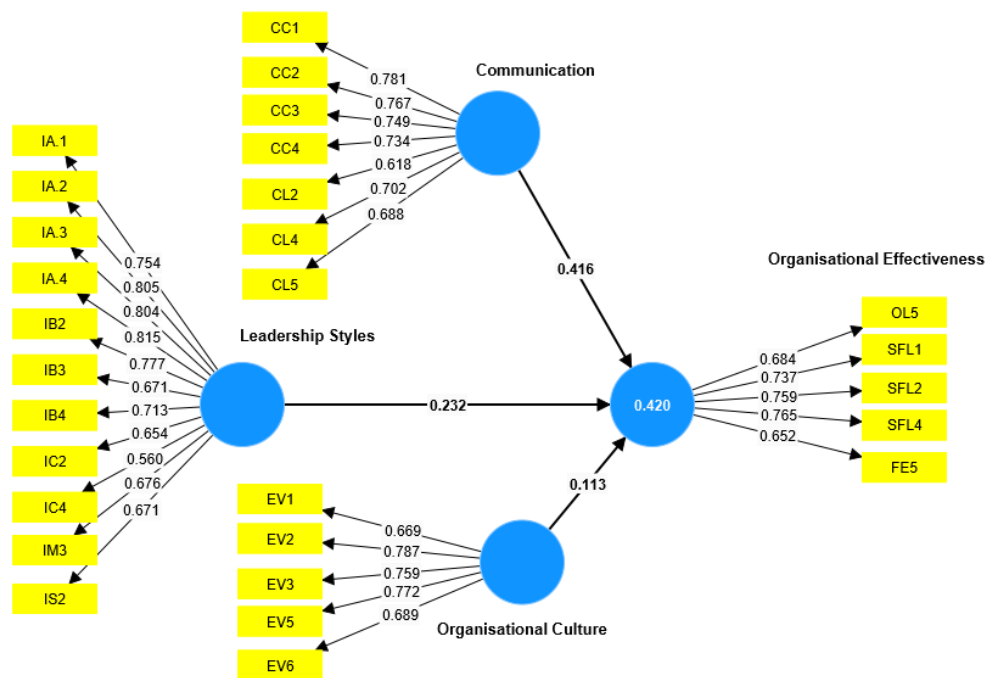 CC1
CC2
CC3
CC4
CL2
CL4
CL5
0.781
0.767
0.749
0.734
0.618
0.702
0.688
Communication
IA.1
IA.2
IA.3
IA.4
IB2
IB3
IB4
IC2
IC4
IM3
IS2
0.754
0.805
0.804
0.815
0.777
0.671
0.713
0.654
0.560
0.676
0.671
Leadership Styles
0.416
0.232
0.113
Organisational Effectiveness
0.420
0.684
0.737
0.759
0.765
0.652
OL5
SFL1
SFL2
SFL4
FE5
EV1
EV2
EV3
EV5
EV6
0.669
0.787
0.759
0.772
0.689
Organisational Culture